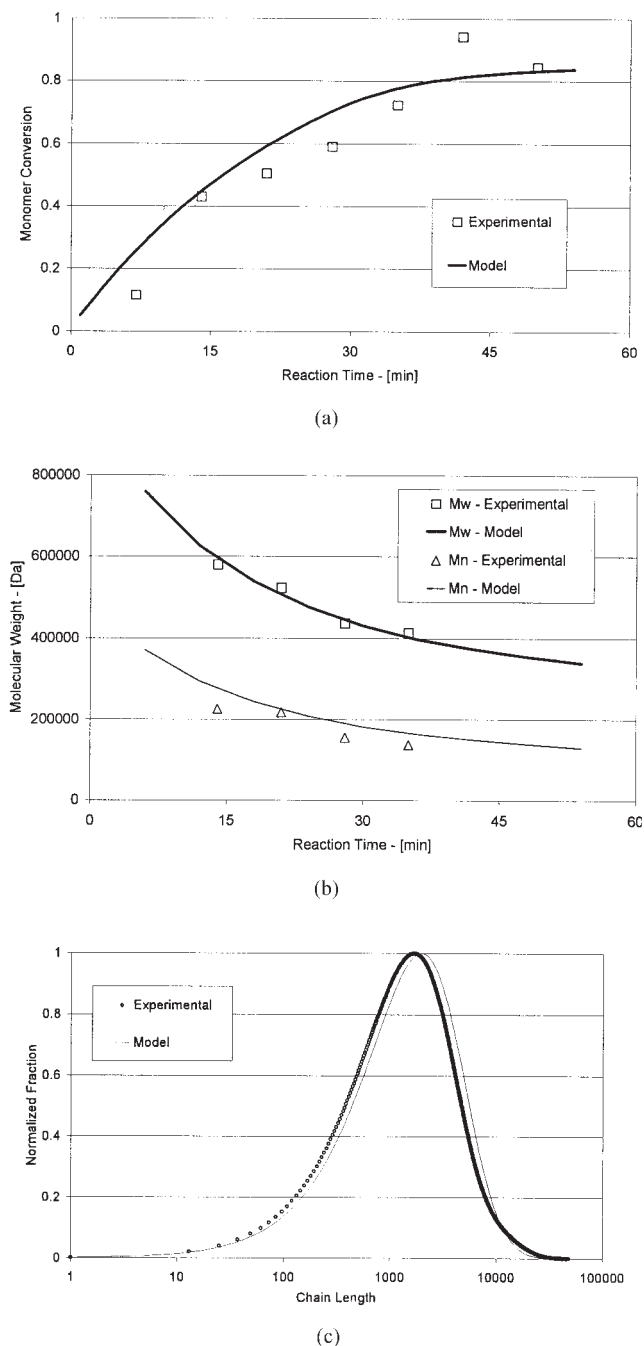 1
0.8
0.6
0.4
0.2
0
Monomer Conversion
Experimental
Model
0
15
30
45
60
Reaction Time - [min]
(a)
800000
600000
400000
200000
0
Molecular Weight - [Da]
Mw - Experimental
Mw - Model
Mn - Experimental
Mn - Model
0
15
30
45
60
Reaction Time - [min]
(b)
1
0.8
0.6
0.4
0.2
0
Normalized Fraction
Experimental
Model
1
10
100
1000
10000
100000
Chain Length
(c)